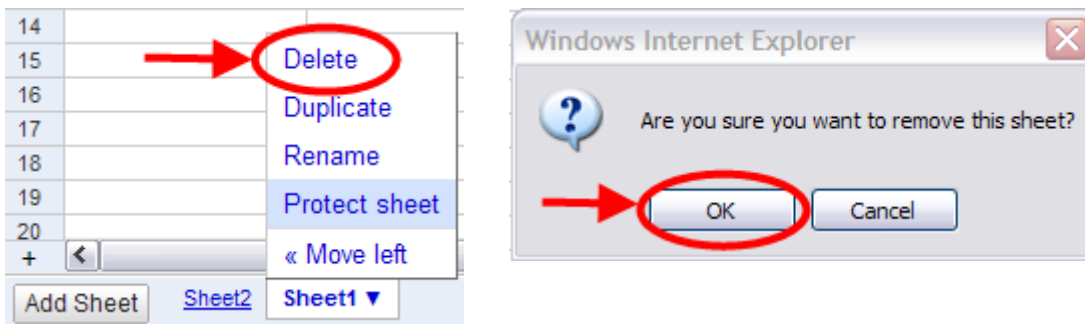 14
15
16
17
18
19
20
+
Delete
Duplicate
Rename
Protect sheet
« Move left
Add Sheet Sheet2 Sheet1 ▼
Windows Internet Explorer
Are you sure you want to remove this sheet?
OK Cancel